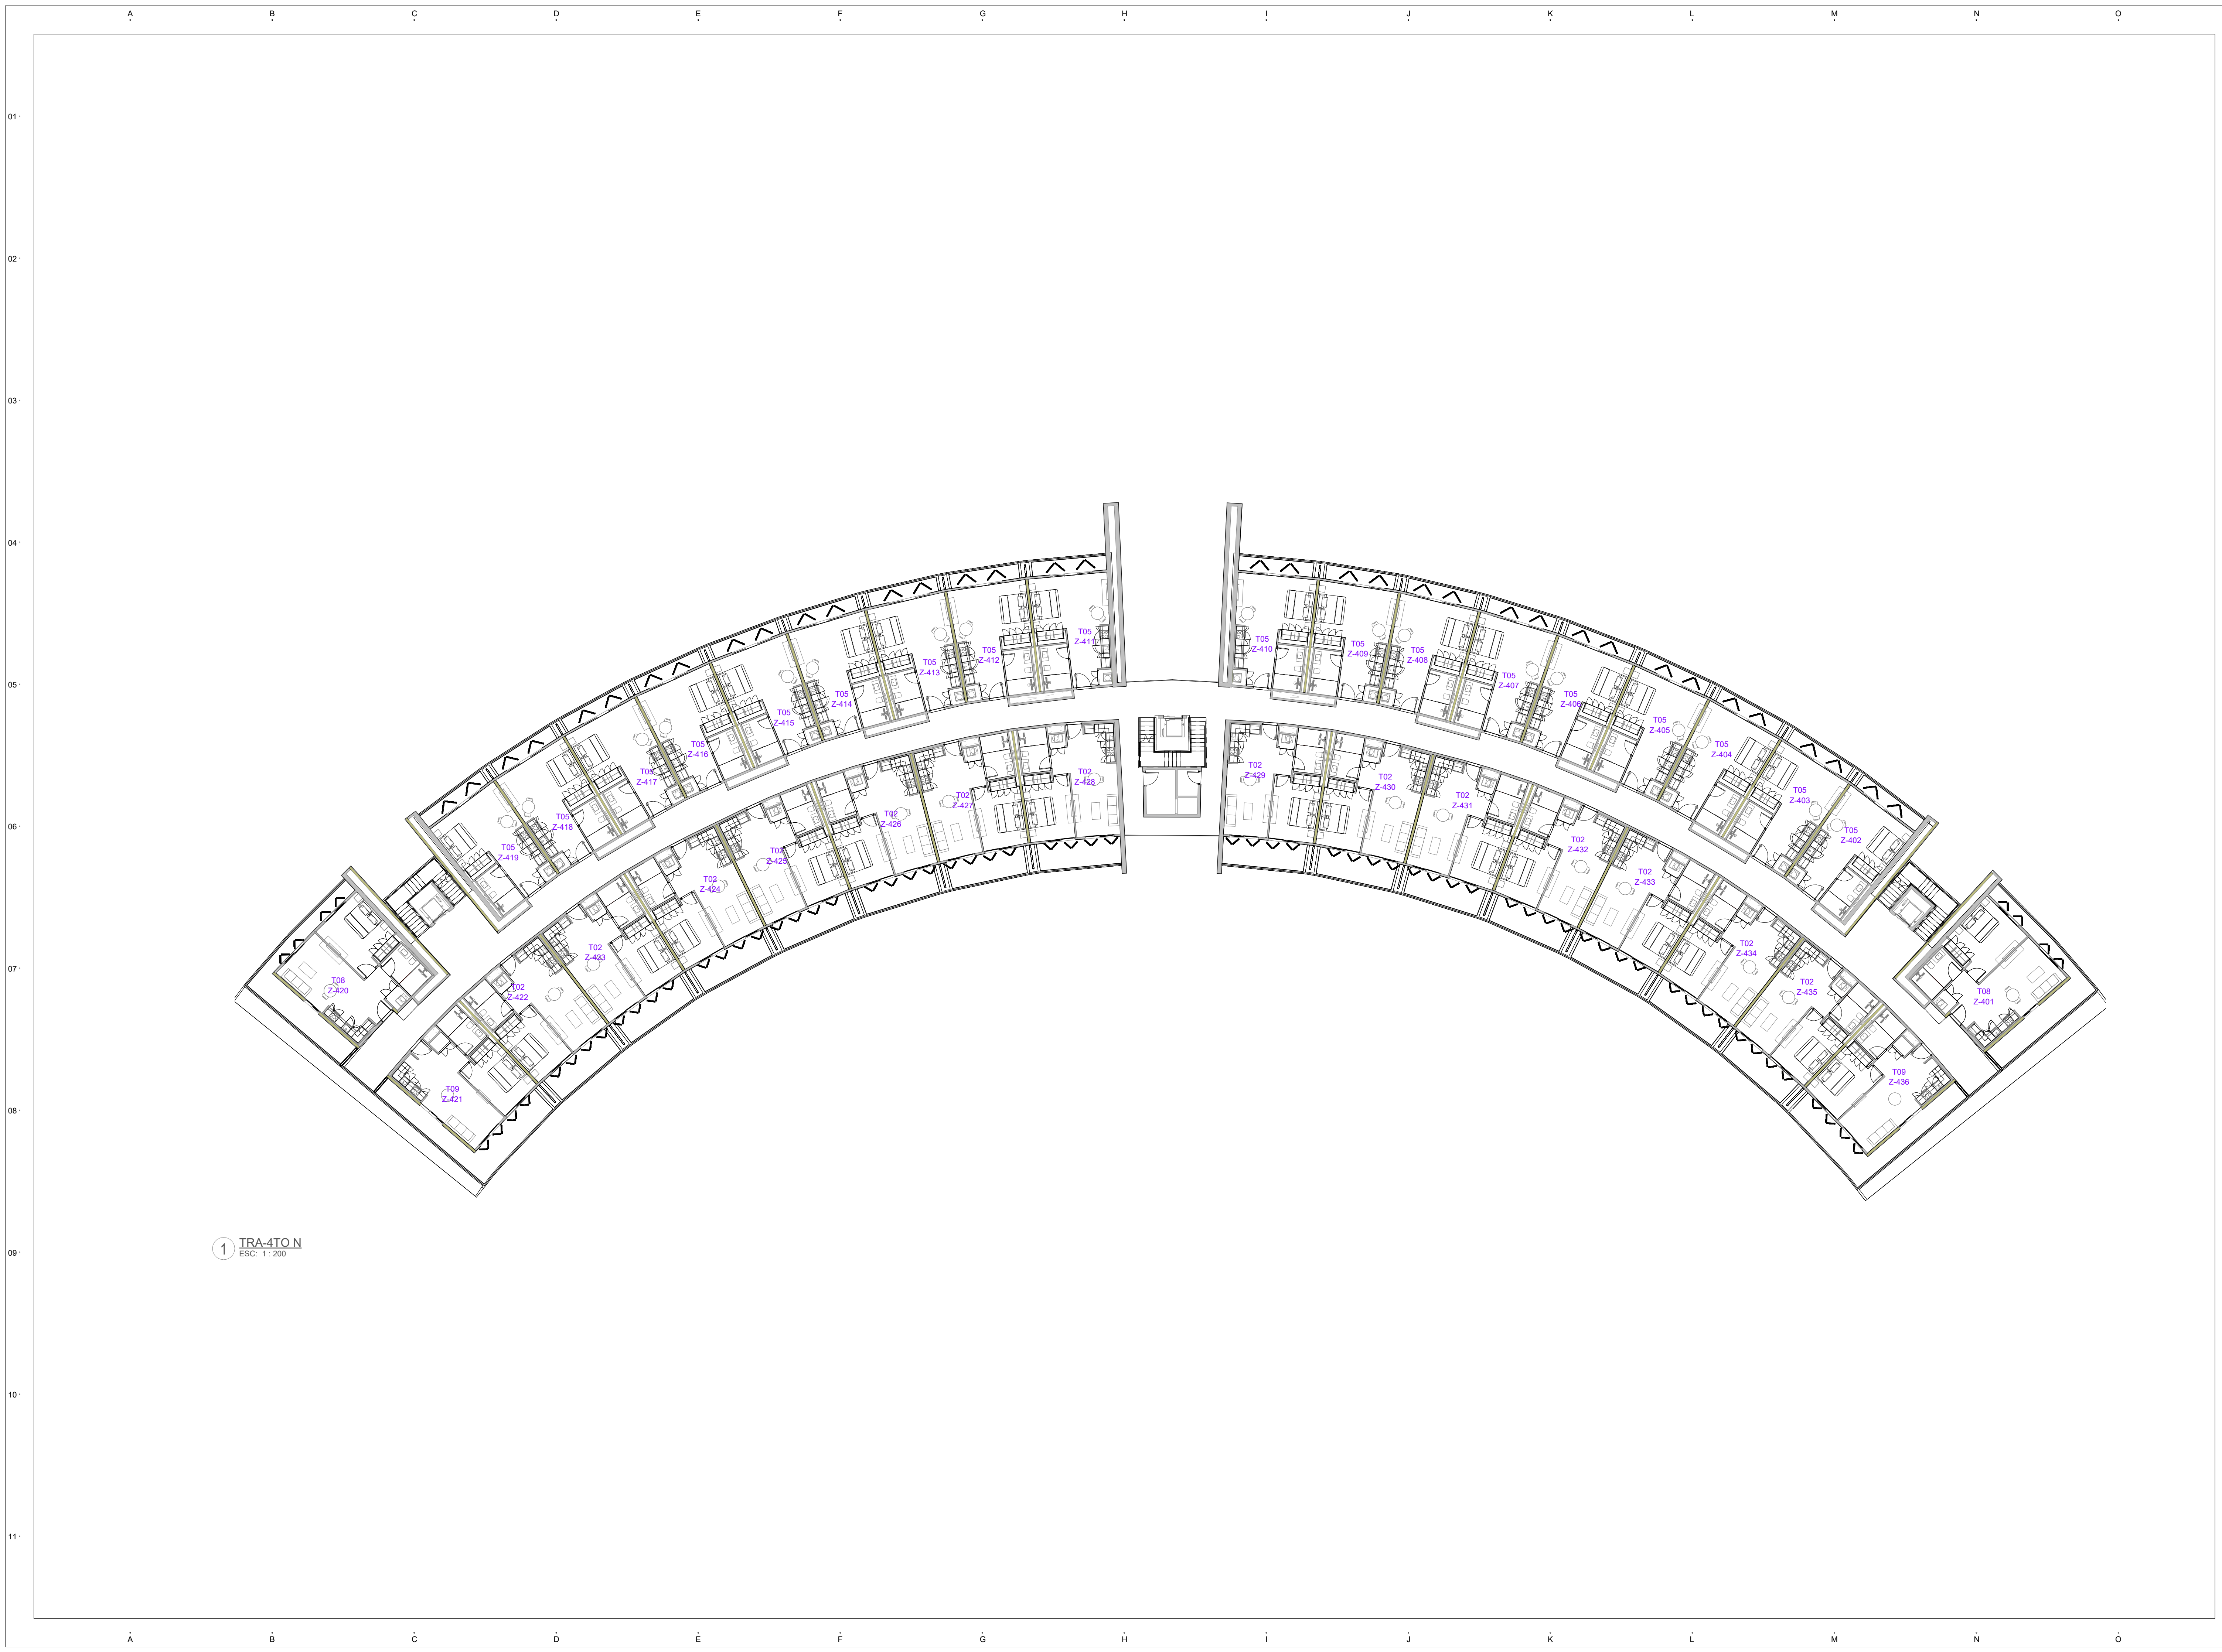 A B C D E F G H I J K L M N O
01
02
03
04
05
06
07
08
09
10
11
T05
Z-411
T05
Z-412
T05
Z-413
T05
Z-414
T05
Z-415
T05
Z-416
T05
Z-417
T05
Z-418
T05
Z-419
T05
Z-410
T05
Z-409
T05
Z-408
T05
Z-407
T05
Z-406
T05
Z-405
T05
Z-404
T05
Z-403
T05
Z-402
T08
Z-420
T09
Z-421
T02
Z-422
T02
Z-423
T02
Z-424
T02
Z-425
T02
Z-426
T02
Z-427
T02
Z-428
T02
Z-429
T02
Z-430
T02
Z-431
T02
Z-432
T02
Z-433
T02
Z-434
T02
Z-435
T09
Z-436
T08
Z-401
1
TRA-4TO N
ESC: 1 : 200
A B C D E F G H I J K L M N O